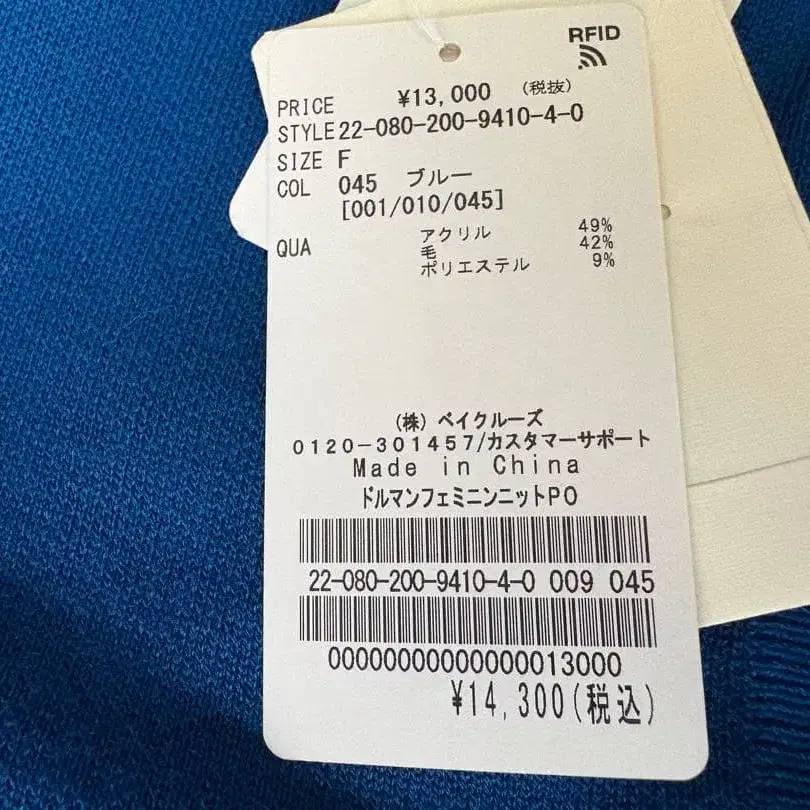 RFID
PRICE ¥13,000 (税抜)
STYLE 22-080-200-9410-4-0
SIZE F
COL 045 ブルー
[001/010/045]
QUA アクリル 49%
毛 42%
ポリエステル 9%
(株) ベイクルーズ
0120-301457/カスタマーサポート
Made in China
ドルマンフェミニンニットPO
22-080-200-9410-4-0 009 045
00000000000000013000
¥14,300(税込)